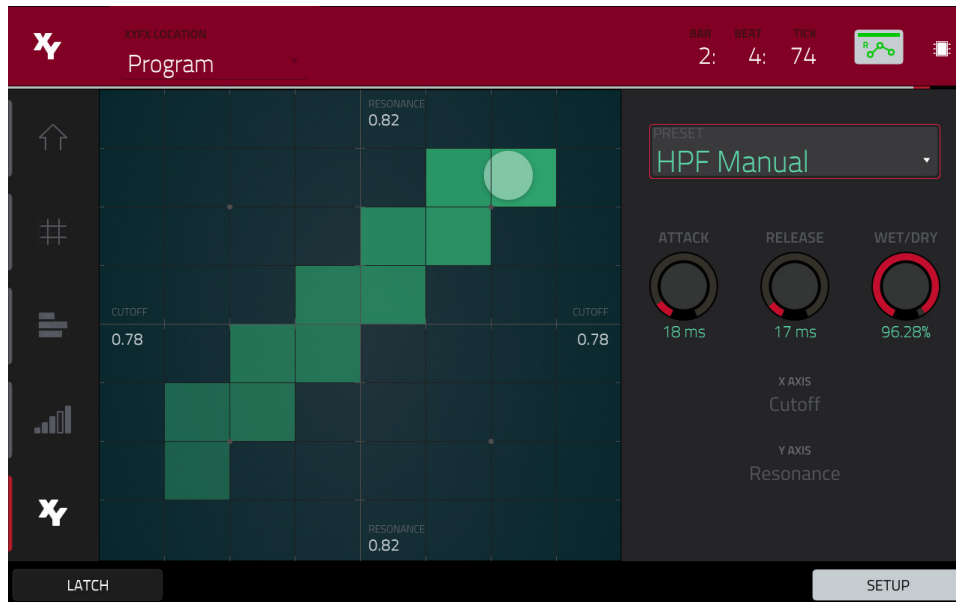 XY
XYFX LOCATION
Program
BAR BEAT TICK
2: 4: 74
R
RESONANCE
0.82
CUTOFF
0.78
CUTOFF
0.78
RESONANCE
0.82
PRESET
HPF Manual
ATTACK RELEASE WET/DRY
18 ms 17 ms 96.28%
X AXIS
Cutoff
Y AXIS
Resonance
XY
LATCH
SETUP